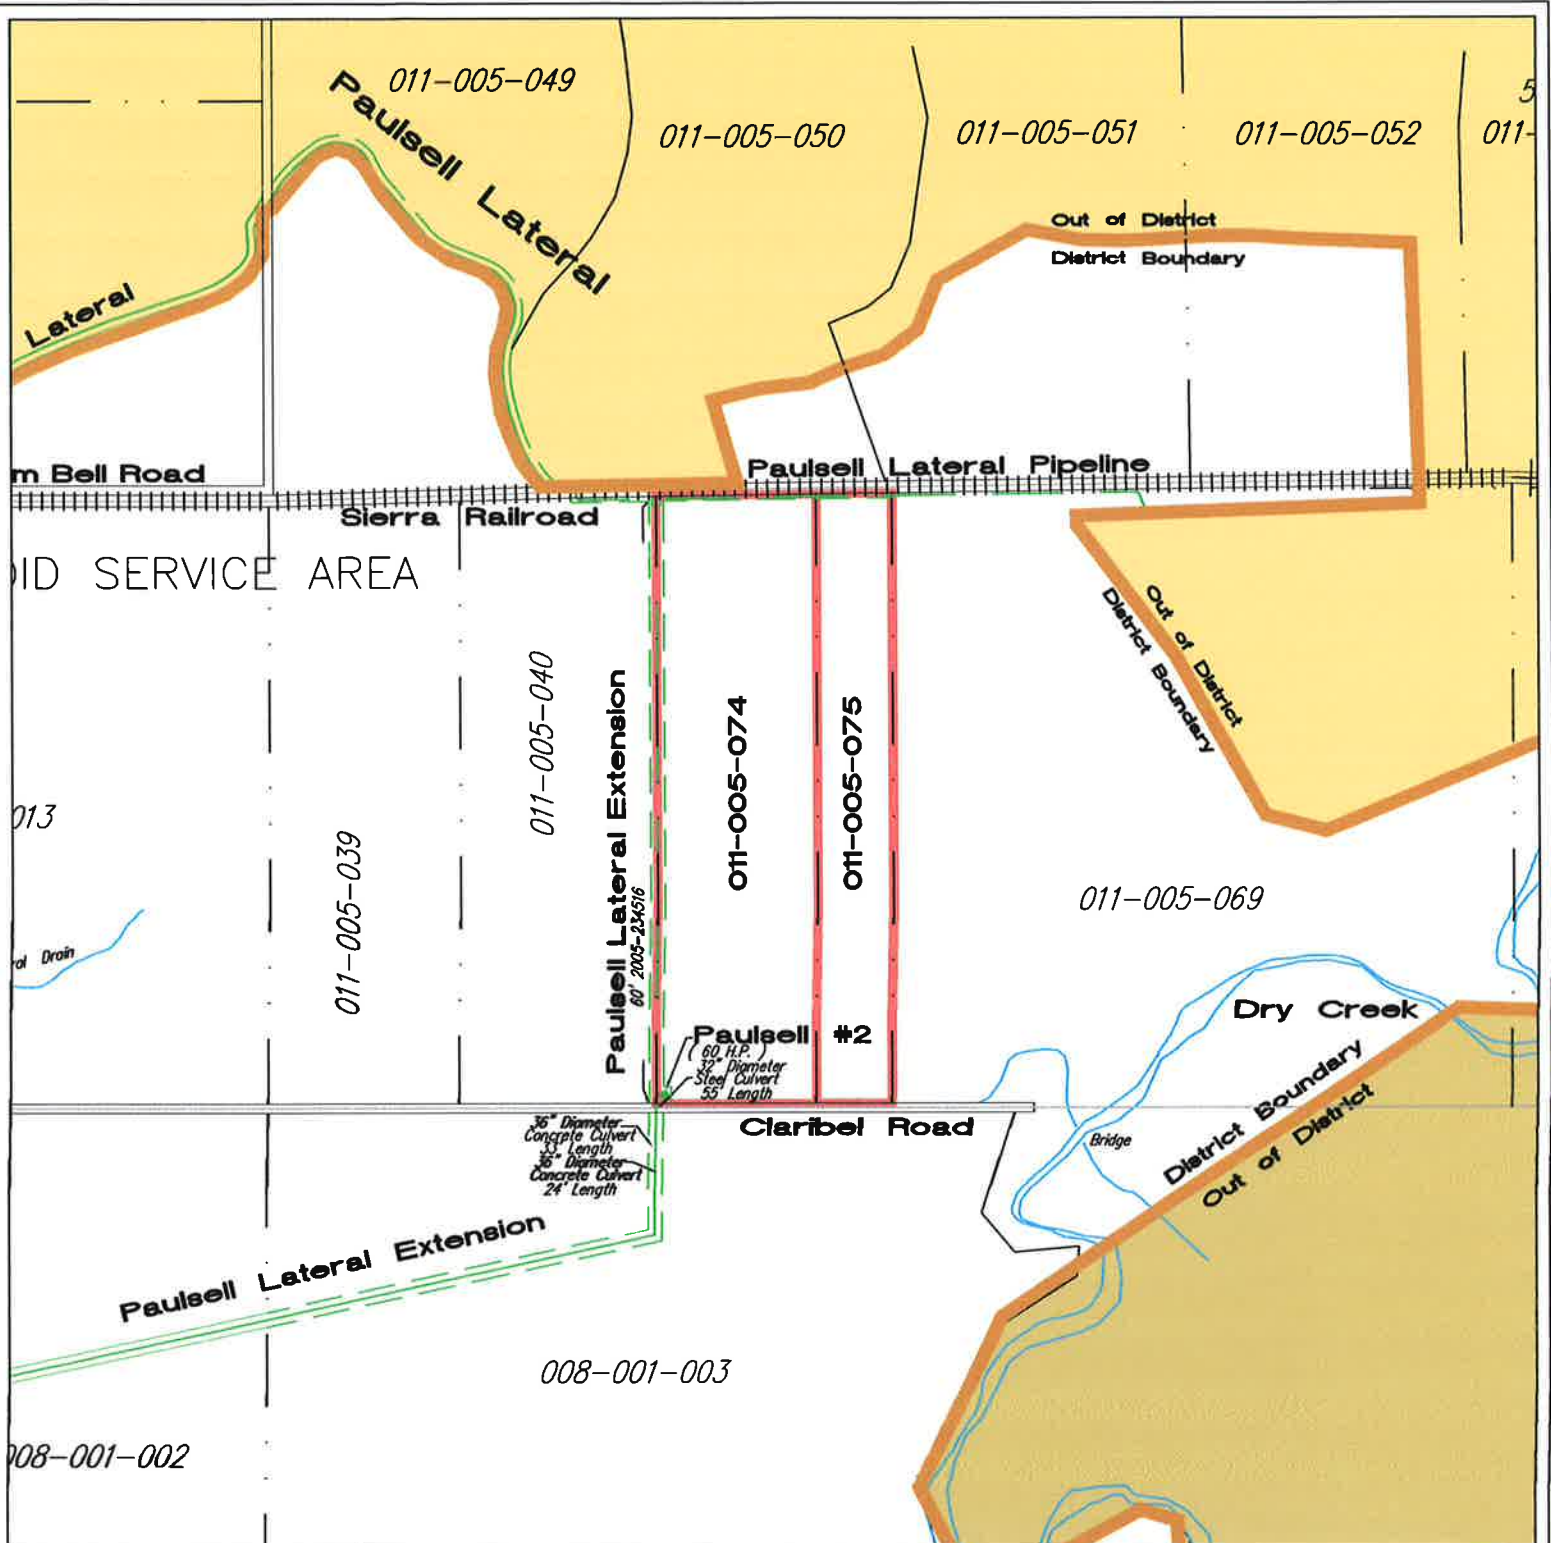 011-005-049
Paulsell Lateral
011-005-050
011-005-051
011-005-052
5
011-
Out of District
District Boundary
Lateral
m Bell Road
Paulsell Lateral Pipeline
Sierra Railroad
ID SERVICE AREA
Out of District
District Boundary
011-005-040
Paulsell Lateral Extension
60' 2005-234516
011-005-074
011-005-075
013
011-005-039
011-005-069
ol Drain
Dry Creek
Paulsell #2
( 60 H.P. )
32" Diameter
Steel Culvert
55' Length
Claribel Road
36" Diameter
Concrete Culvert
33' Length
36" Diameter
Concrete Culvert
24' Length
Bridge
District Boundary
Out of District
Paulsell Lateral Extension
008-001-003
008-001-002